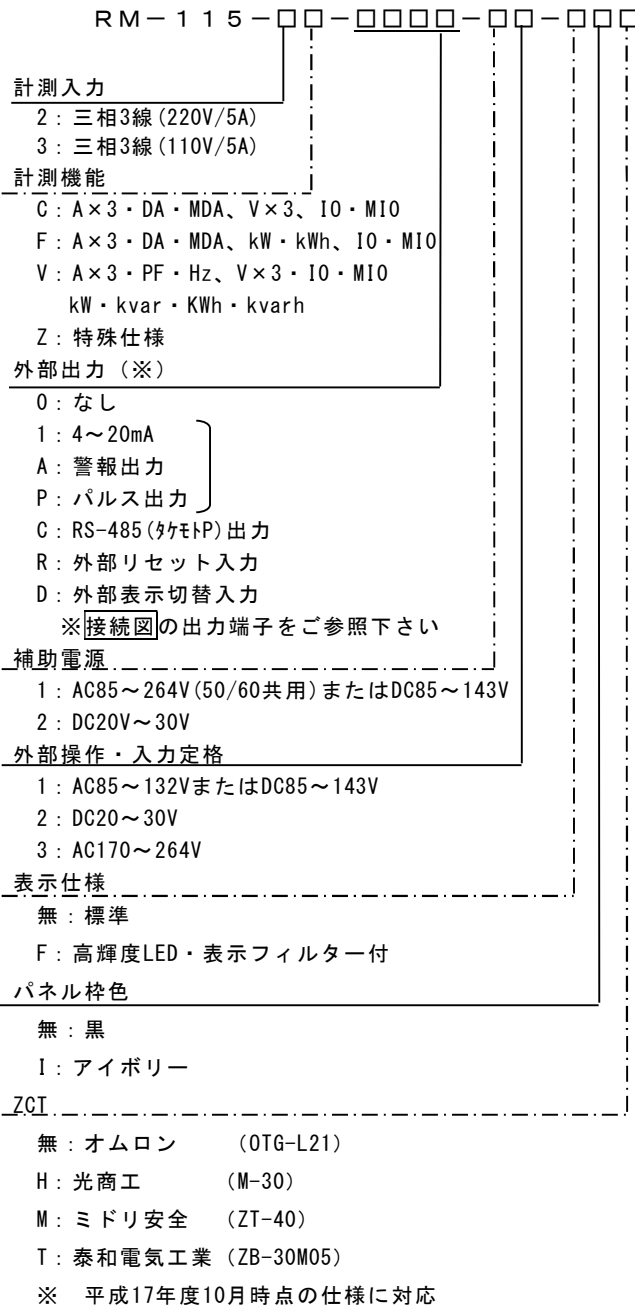 RM－115－□□－□□□□－□□－□□□
計測入力
2：三相3線(220V/5A)
3：三相3線(110V/5A)
計測機能
C：A×3・DA・MDA、V×3、I0・MI0
F：A×3・DA・MDA、kW・kWh、I0・MI0
V：A×3・PF・Hz、V×3・I0・MI0
kW・kvar・KWh・kvarh
Z：特殊仕様
外部出力（※）
0：なし
1：4～20mA
A：警報出力
P：パルス出力
C：RS-485(ﾀｹﾓﾄP)出力
R：外部リセット入力
D：外部表示切替入力
※接続図の出力端子をご参照下さい
補助電源
1：AC85～264V(50/60共用)またはDC85～143V
2：DC20V～30V
外部操作・入力定格
1：AC85～132VまたはDC85～143V
2：DC20～30V
3：AC170～264V
表示仕様
無：標準
F：高輝度LED・表示フィルター付
パネル枠色
無：黒
I：アイボリー
ZCT
無：オムロン　　（OTG-L21）
H：光商工　　　（M-30）
M：ミドリ安全　（ZT-40）
T：泰和電気工業（ZB-30M05）
※　平成17年度10月時点の仕様に対応